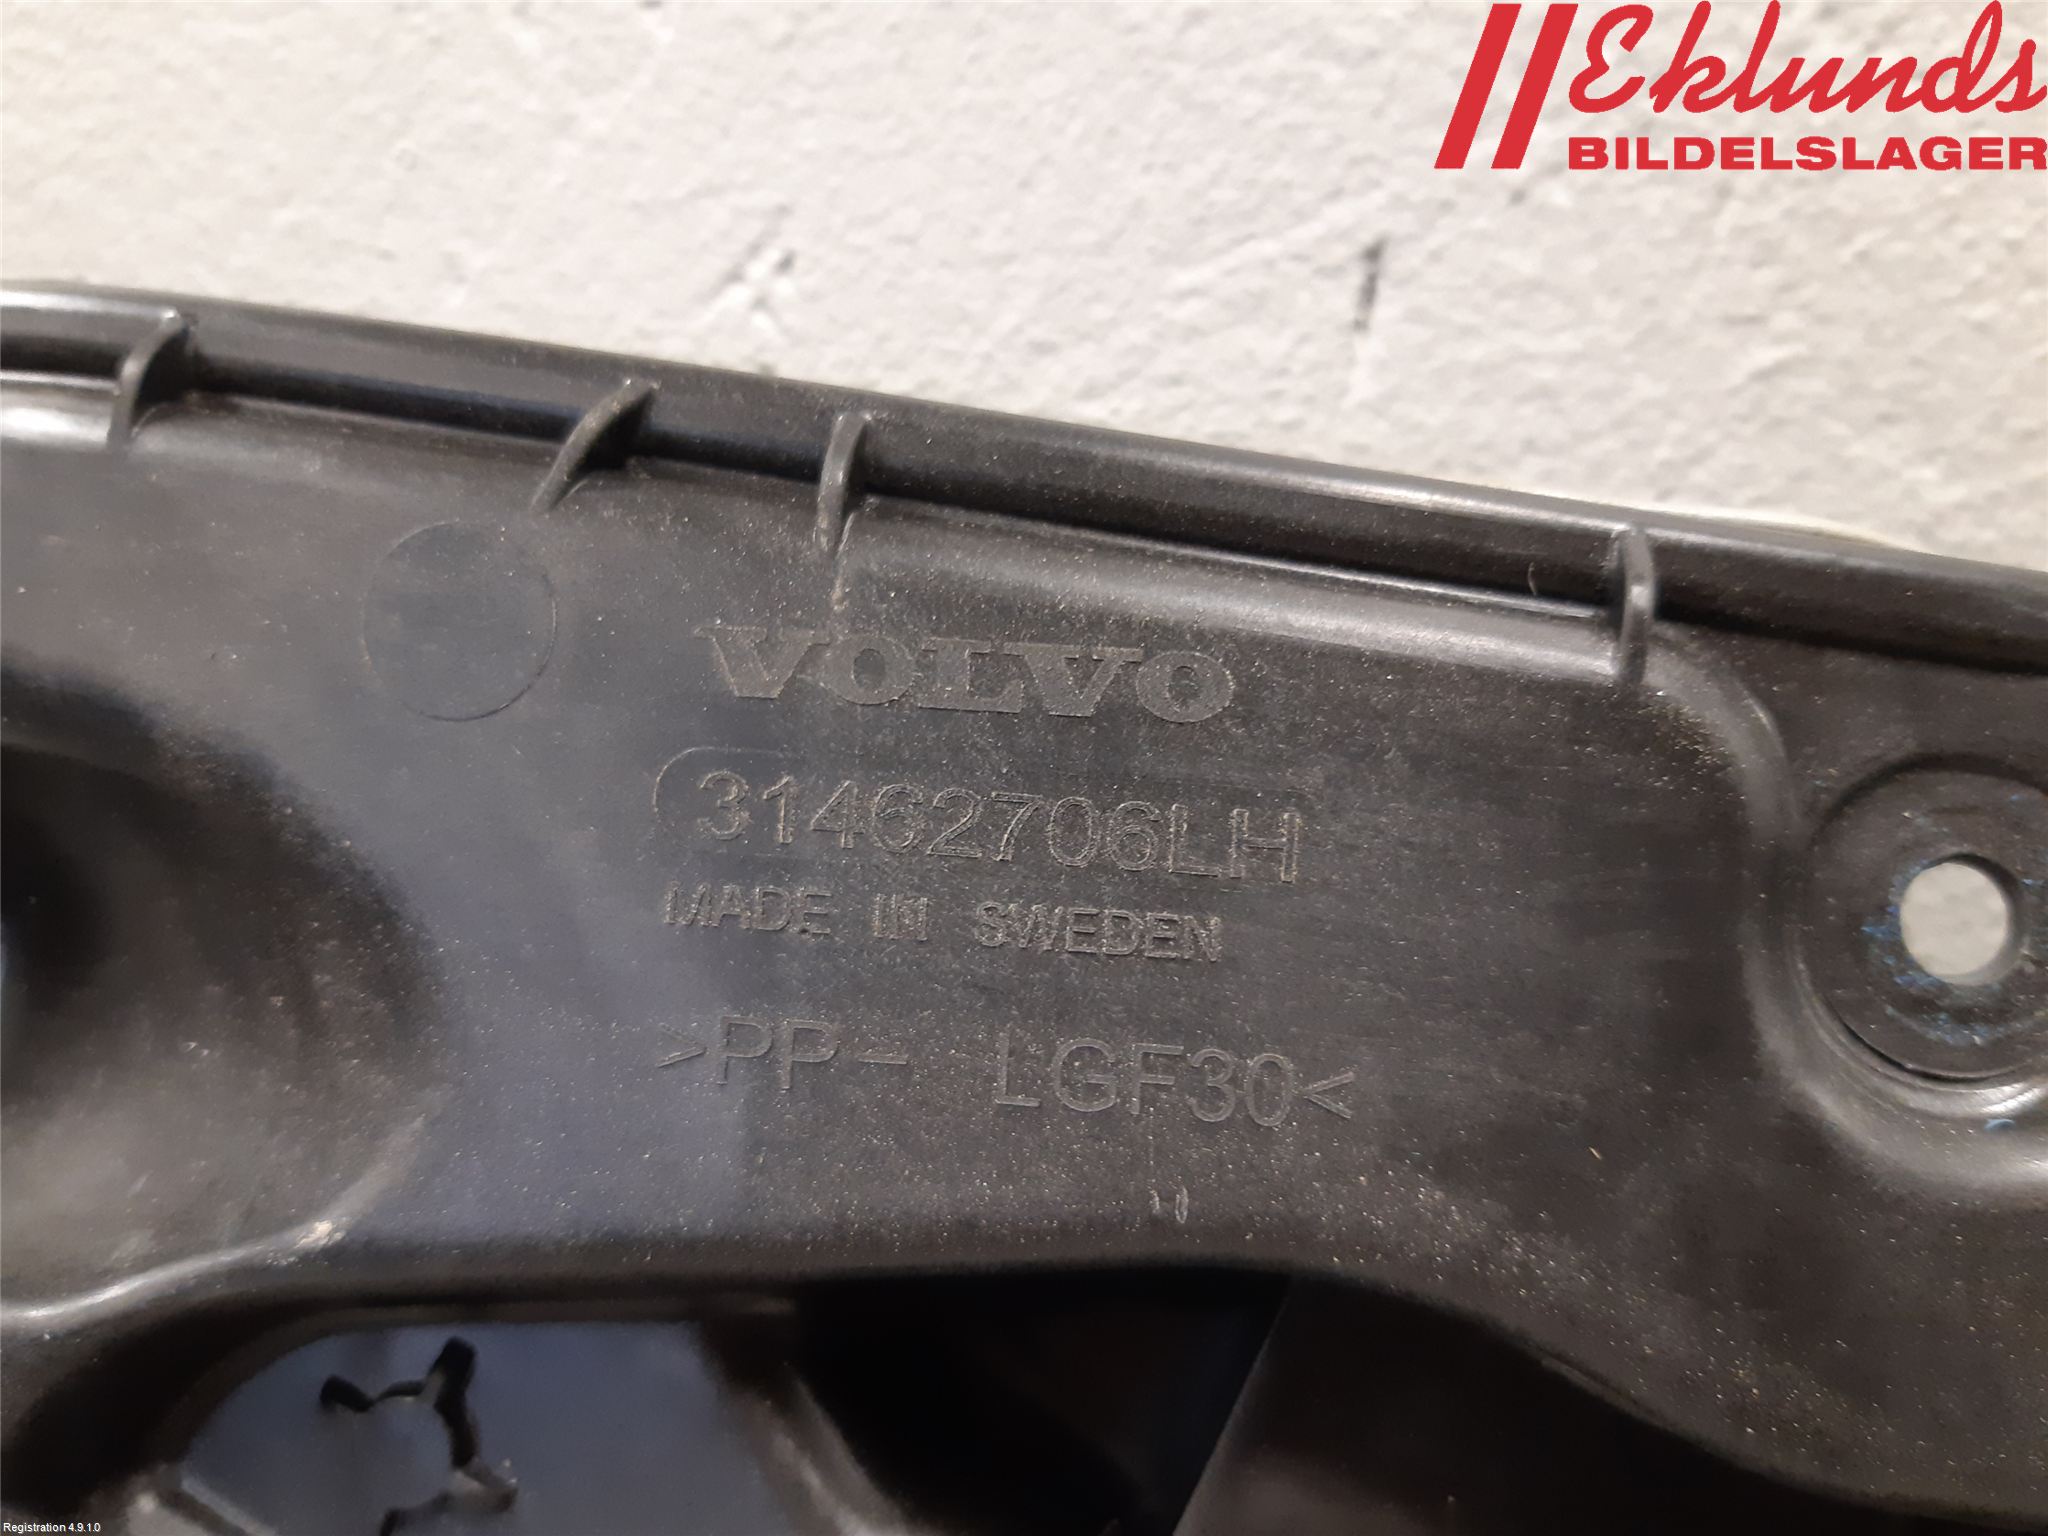 Eklunds
BILDELSLAGER
VOLVO
31462706LH
MADE IN SWEDEN
>PP- LGF30<
Registration 4.9.1.0